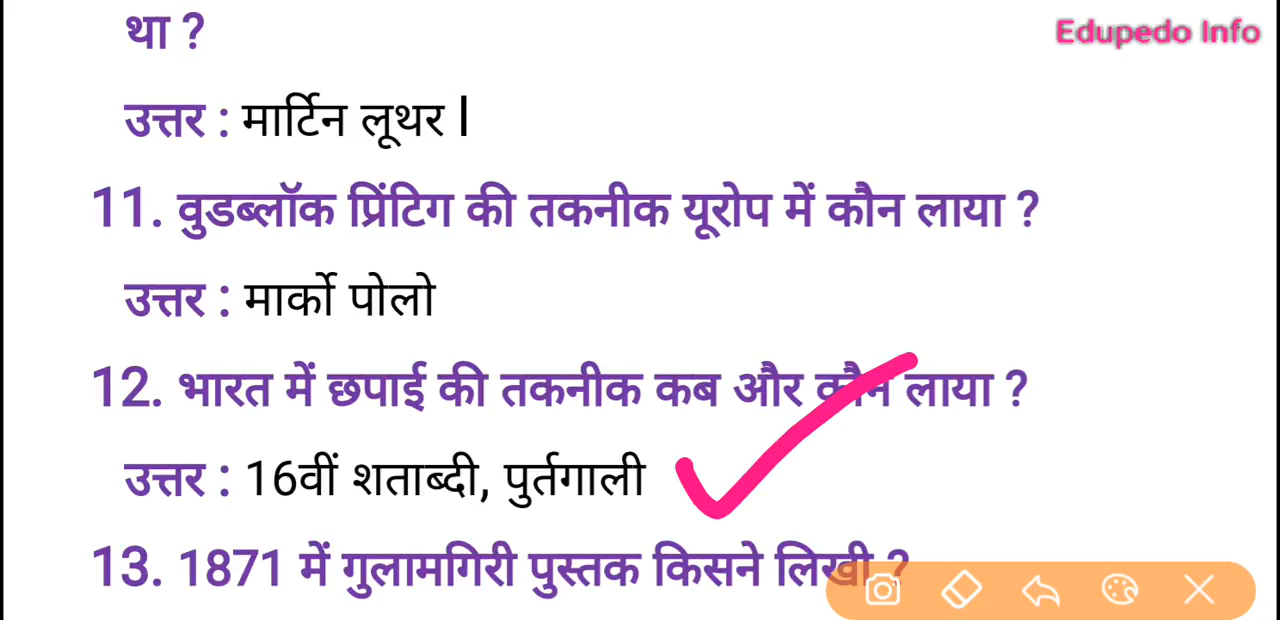 था ?
Edupedo Info
उत्तर : मार्टिन लूथर l
11. वुडब्लॉक प्रिंटिग की तकनीक यूरोप में कौन लाया ?
उत्तर : मार्को पोलो
12. भारत में छपाई की तकनीक कब और कौन लाया ?
उत्तर : 16वीं शताब्दी, पुर्तगाली
13. 1871 में गुलामगिरी पुस्तक किसने लिखी ?